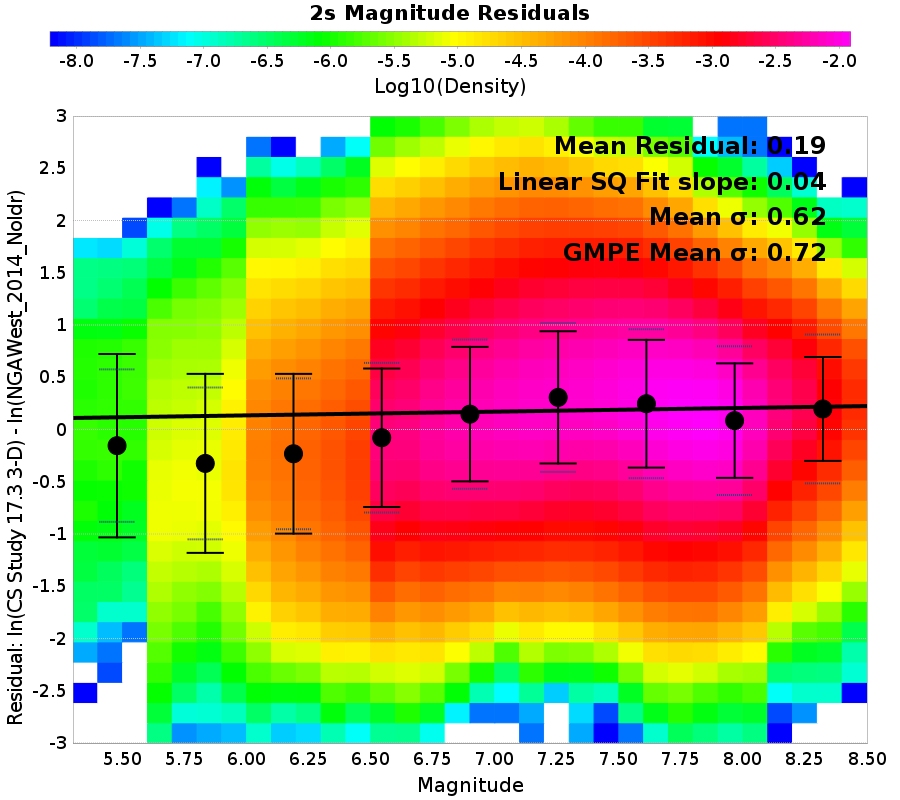 2s Magnitude Residuals
-8.0 -7.5 -7.0 -6.5 -6.0 -5.5 -5.0 -4.5 -4.0 -3.5 -3.0 -2.5 -2.0
Log10(Density)
Mean Residual: 0.19
Linear SQ Fit slope: 0.04
Mean σ: 0.62
GMPE Mean σ: 0.72
Residual: ln(CS Study 17.3 3-D) - ln(NGAWest_2014_NoIdr)
3
2.5
2
1.5
1
0.5
0
-0.5
-1
-1.5
-2
-2.5
-3
5.50 5.75 6.00 6.25 6.50 6.75 7.00 7.25 7.50 7.75 8.00 8.25 8.50
Magnitude